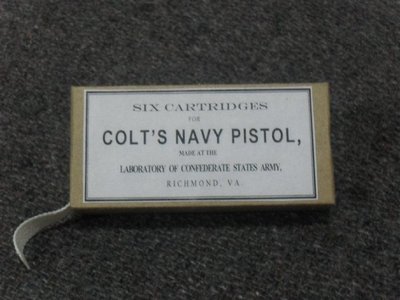 SIX CARTRIDGES
FOR
COLT'S NAVY PISTOL,
MADE AT THE
LABORATORY OF CONFEDERATE STATES ARMY,
RICHMOND, VA.